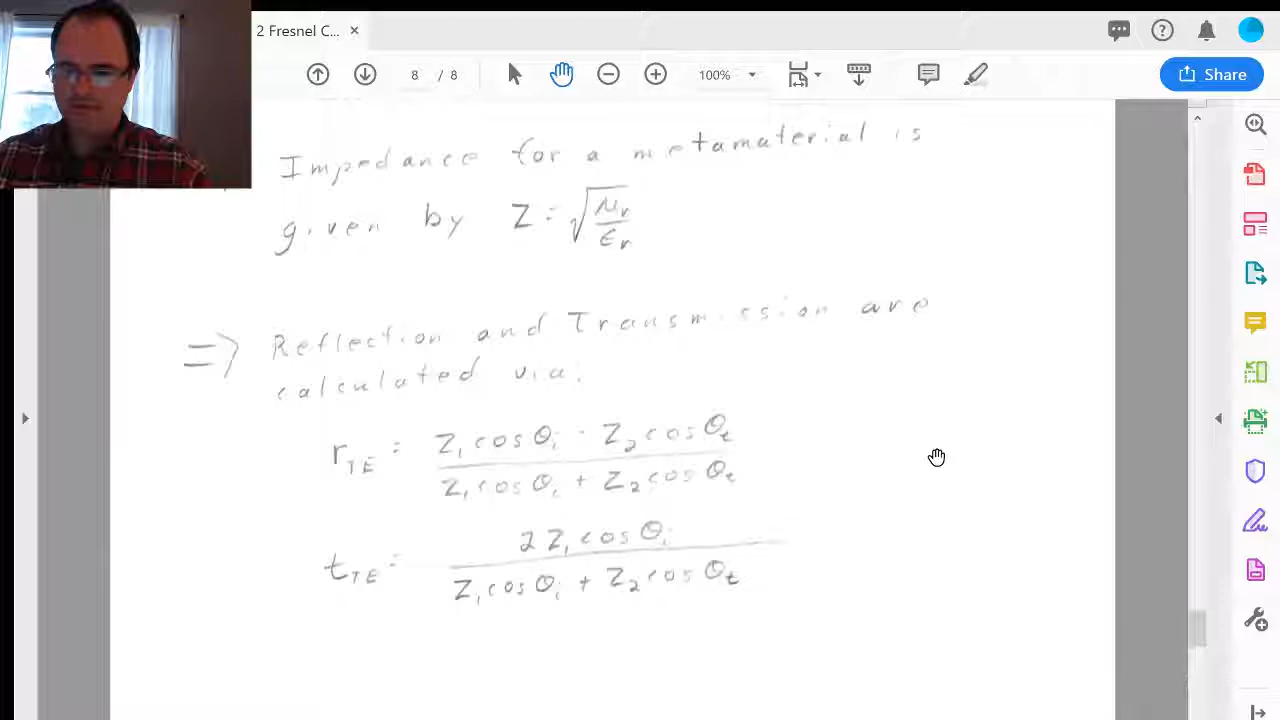 2 Fresnel C...
8 / 8
100%
Share
Impedance for a metamaterial is
given by Z = √(μr/εr)
=> Reflection and Transmission are
calculated via:
rTE = (Z1 cos θi - Z2 cos θt) / (Z1 cos θi + Z2 cos θt)
tTE = 2 Z1 cos θi / (Z1 cos θi + Z2 cos θt)